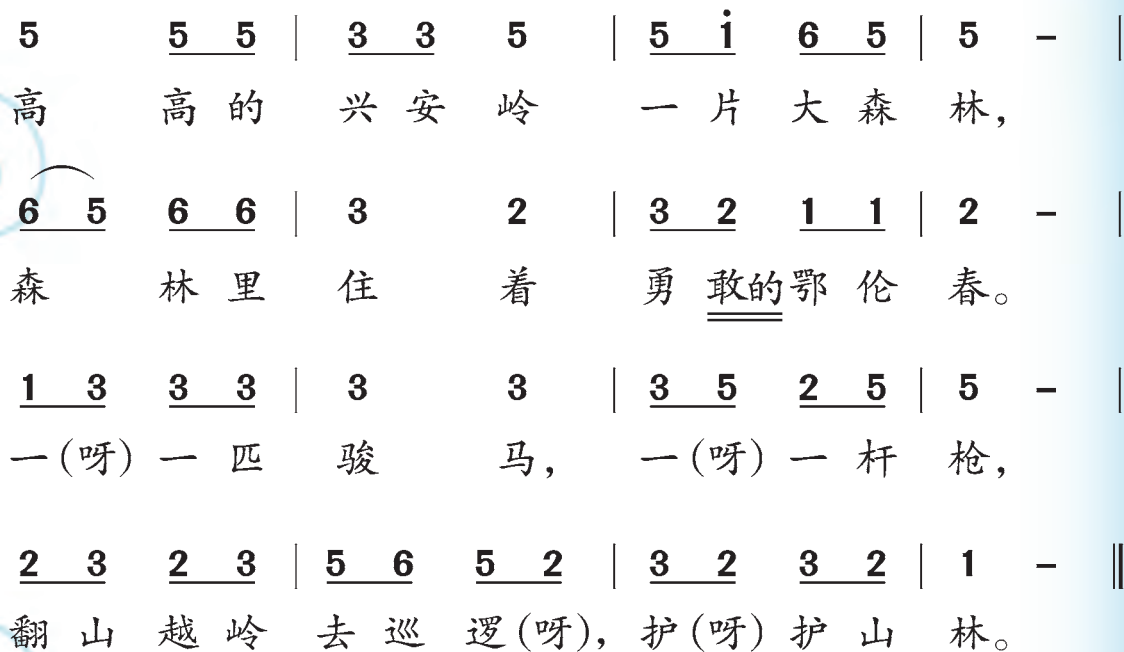 5 5 5 | 3 3 5 | 5 i̇ 6 5 | 5 – |
高 高 的 兴 安 岭 一 片 大 森 林，
6 5 6 6 | 3 2 | 3 2 1 1 | 2 – |
森 林 里 住 着 勇 敢的 鄂 伦 春。
1 3 3 3 | 3 3 | 3 5 2 5 | 5 – |
一（呀）一 匹 骏 马， 一（呀）一 杆 枪，
2 3 2 3 | 5 6 5 2 | 3 2 3 2 | 1 – ‖
翻 山 越 岭 去 巡 逻（呀），护（呀）护 山 林。